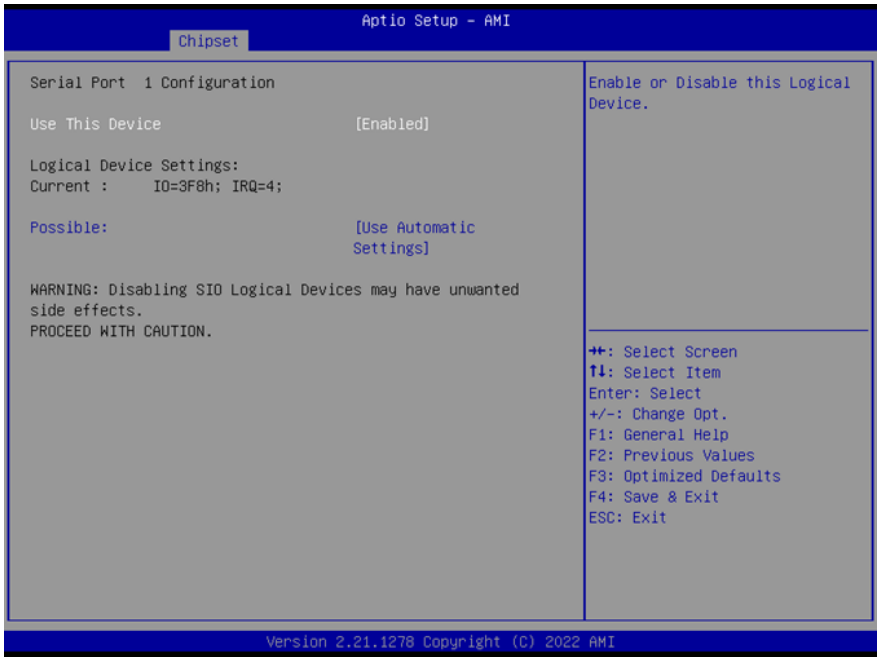 Aptio Setup – AMI
Chipset
Serial Port 1 Configuration
Use This Device [Enabled]
Logical Device Settings:
Current : IO=3F8h; IRQ=4;
Possible: [Use Automatic
Settings]
WARNING: Disabling SIO Logical Devices may have unwanted
side effects.
PROCEED WITH CAUTION.
Enable or Disable this Logical
Device.
→←: Select Screen
↑↓: Select Item
Enter: Select
+/-: Change Opt.
F1: General Help
F2: Previous Values
F3: Optimized Defaults
F4: Save & Exit
ESC: Exit
Version 2.21.1278 Copyright (C) 2022 AMI